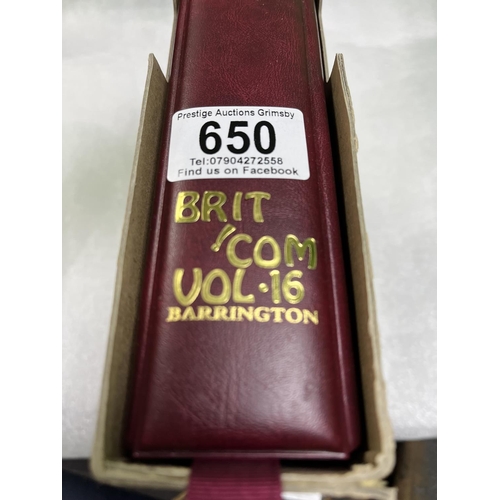 Prestige Auctions Grimsby
650
Tel:07904272558
Find us on Facebook
BRIT
'COM
VOL·16
BARRINGTON